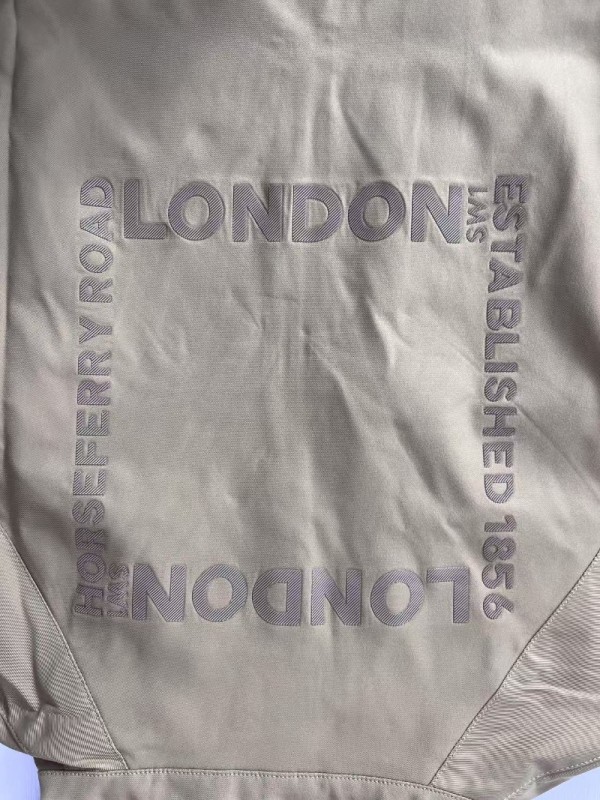 HORSEFERRY ROAD
LONDON
SW1
ESTABLISHED 1856
LONDON
SW1